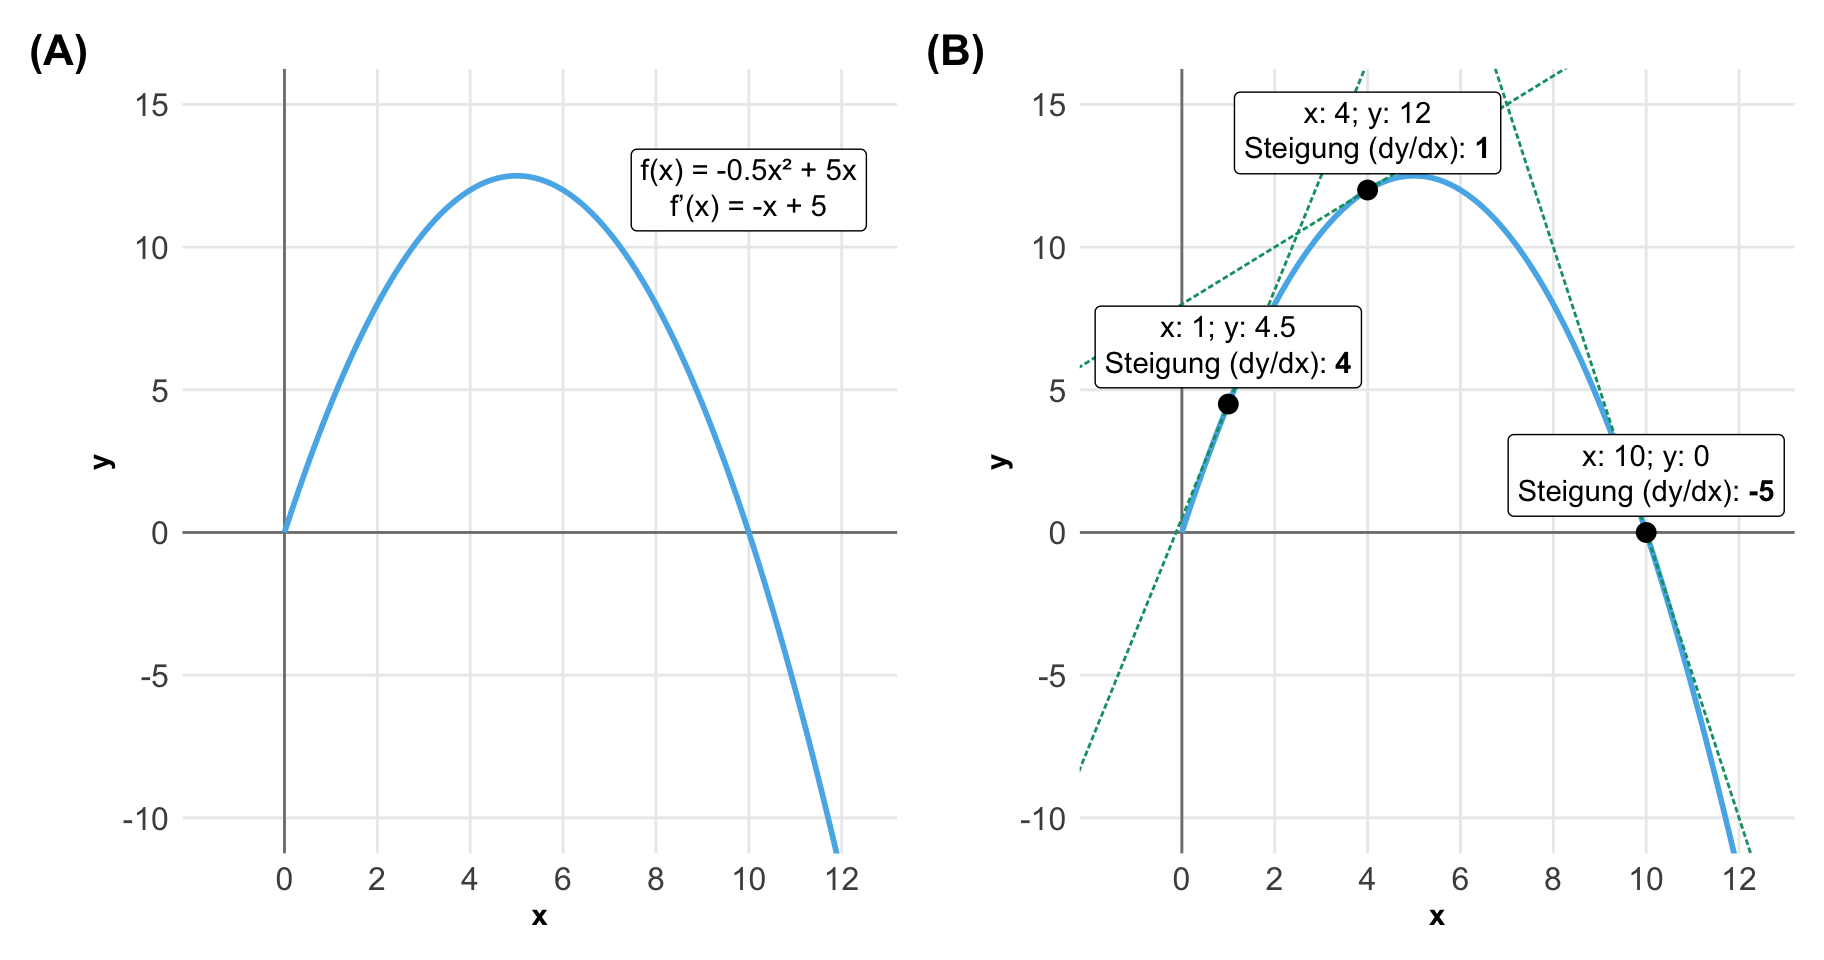 (A)
15
10
5
0
-5
-10
y
f(x) = -0.5x² + 5x
f'(x) = -x + 5
0 2 4 6 8 10 12
x
(B)
15
10
5
0
-5
-10
y
x: 4; y: 12
Steigung (dy/dx): 1
x: 1; y: 4.5
Steigung (dy/dx): 4
x: 10; y: 0
Steigung (dy/dx): -5
0 2 4 6 8 10 12
x